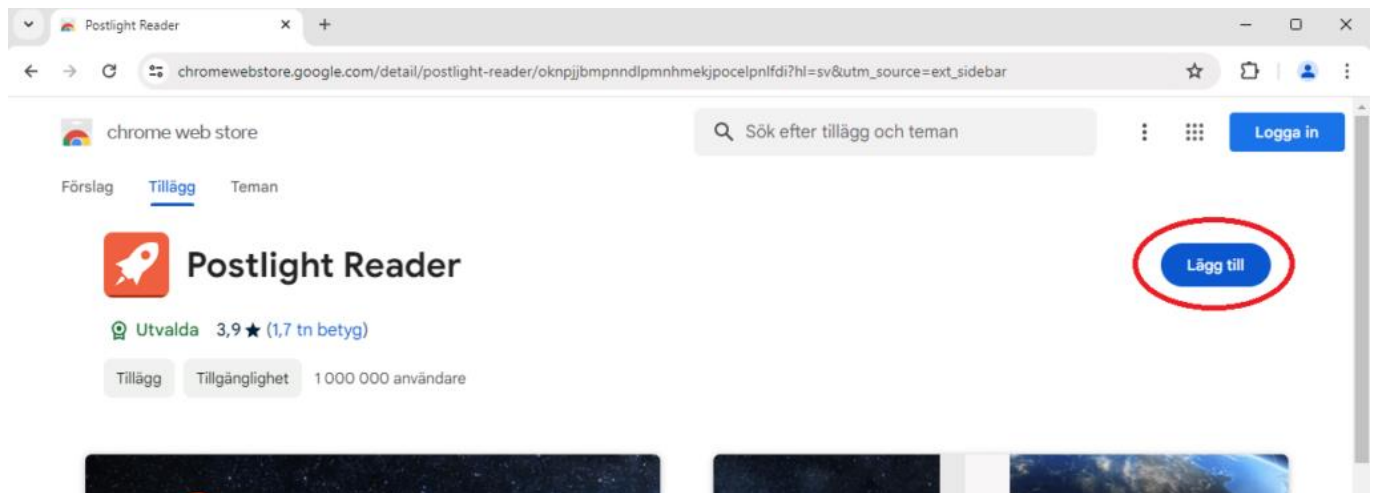 Postlight Reader
chromewebstore.google.com/detail/postlight-reader/oknpjjbmpnndlpmnhmekjpocelpnlfdi?hl=sv&utm_source=ext_sidebar
chrome web store
Sök efter tillägg och teman
Logga in
Förslag Tillägg Teman
Postlight Reader
Lägg till
Utvalda 3,9 ★ (1,7 tn betyg)
Tillägg Tillgänglighet 1 000 000 användare